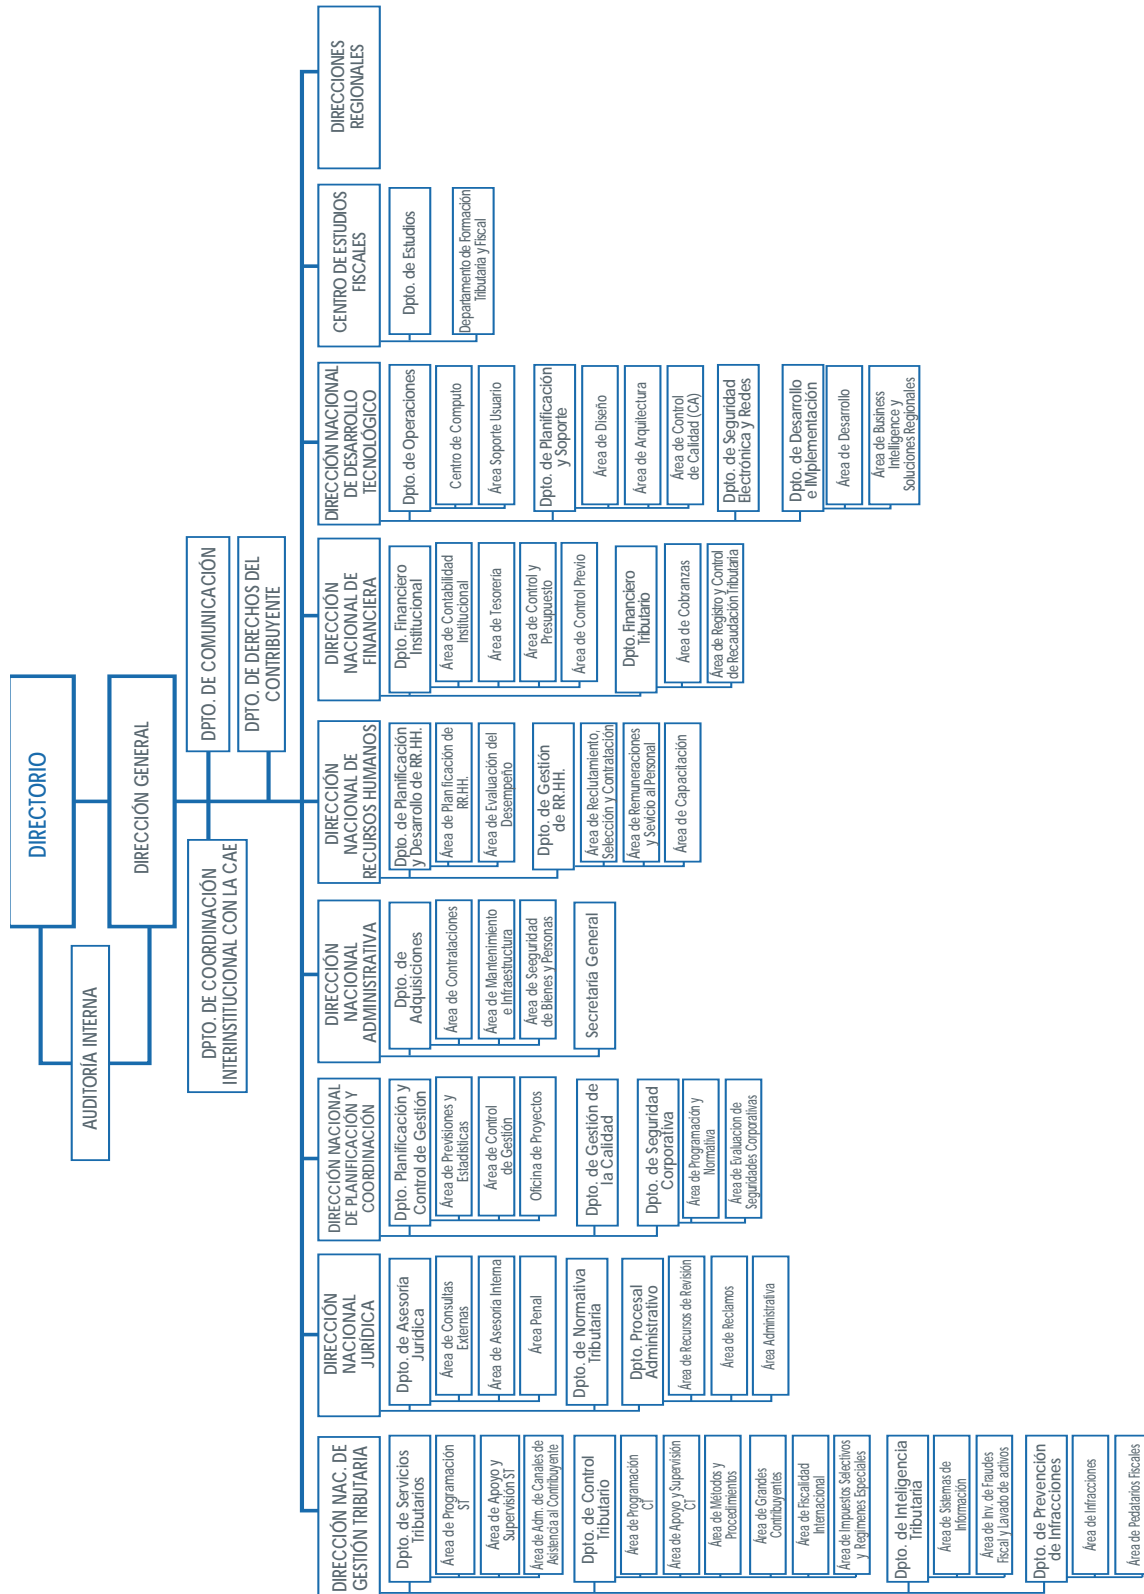 DIRECTORIO
AUDITORÍA INTERNA
DIRECCIÓN GENERAL
DPTO. DE COORDINACIÓN
INTERINSTITUCIONAL CON LA CAE
DPTO. DE COMUNICACIÓN
DPTO. DE DERECHOS DEL
CONTRIBUYENTE
DIRECCIÓN NAC. DE
GESTIÓN TRIBUTARIA
Dpto. de Servicios
Tributarios
Área de Programación
ST
Área de Apoyo y
Supervisión ST
Área de Adm. de Canales de
Asistencia al Contribuyente
Dpto. de Control
Tributario
Área de Programación
CT
Área de Apoyo y Supervisión
CT
Área de Métodos y
Procedimientos
Área de Grandes
Contribuyentes
Área de Fiscalidad
Internacional
Área de Impuestos Selectivos
y Regimenes Especiales
Dpto. de Inteligencia
Tributaria
Área de Sistemas de
Información
Área de Inv. de Fraudes
Fiscal y Lavado de activos
Dpto. de Prevención
de Infracciones
Área de Infracciones
Área de Pedatarios Fiscales
DIRECCIÓN
NACIONAL
JURÍDICA
Dpto. de Asesoría
Jurídica
Área de Consultas
Externas
Área de Asesoría Interna
Área Penal
Dpto. de Normativa
Tributaria
Dpto. Procesal
Administrativo
Área de Recursos de Revisión
Área de Reclamos
Área Administrativa
DIRECCIÓN NACIONAL
DE PLANIFICACIÓN Y
COORDINACIÓN
Dpto. Planificación y
Control de Gestión
Área de Previsiones y
Estadísticas
Área de Control
de Gestión
Oficina de Proyectos
Dpto. de Gestión de
la Calidad
Dpto. de Seguridad
Corporativa
Área de Programación y
Normativa
Área de Evaluacion de
Seguridades Corporativas
DIRECCIÓN
NACIONAL
ADMINISTRATIVA
Dpto. de
Adquisiciones
Área de Contrataciones
Área de Mantenimiento
e Infraestructura
Área de Seeguridad
de Bienes y Personas
Secretaría General
DIRECCIÓN
NACIONAL DE
RECURSOS HUMANOS
Dpto. de Planificación
y Desarrollo de RR.HH.
Área de Planificación de
RR.HH.
Área de Evaluación del
Desempeño
Dpto. de Gestión
de RR.HH.
Área de Reclutamiento,
Selección y Contratación
Área de Remuneraciones
y Sevicio al Personal
Área de Capacitación
DIRECCIÓN
NACIONAL DE
FINANCIERA
Dpto. Financiero
Institucional
Área de Contabilidad
Institucional
Área de Tesorería
Área de Control y
Presupuesto
Área de Control Previo
Dpto. Financiero
Tributario
Área de Cobranzas
Área de Registro y Control
de Recaudación Tributaria
DIRECCIÓN NACIONAL
DE DESARROLLO
TECNOLÓGICO
Dpto. de Operaciones
Centro de Computo
Área Soporte Usuario
Dpto. de Planificación
y Soporte
Área de Diseño
Área de Arquitectura
Área de Control
de Calidad (CA)
Dpto. de Seguridad
Electrónica y Redes
Dpto. de Desarrollo
e IMplementación
Área de Desarrollo
Área de Business
Intelligence y
Soluciones Regionales
CENTRO DE ESTUDIOS
FISCALES
Dpto. de Estudios
Departamento de Formación
Tributaria y Fiscal
DIRECCIONES
REGIONALES